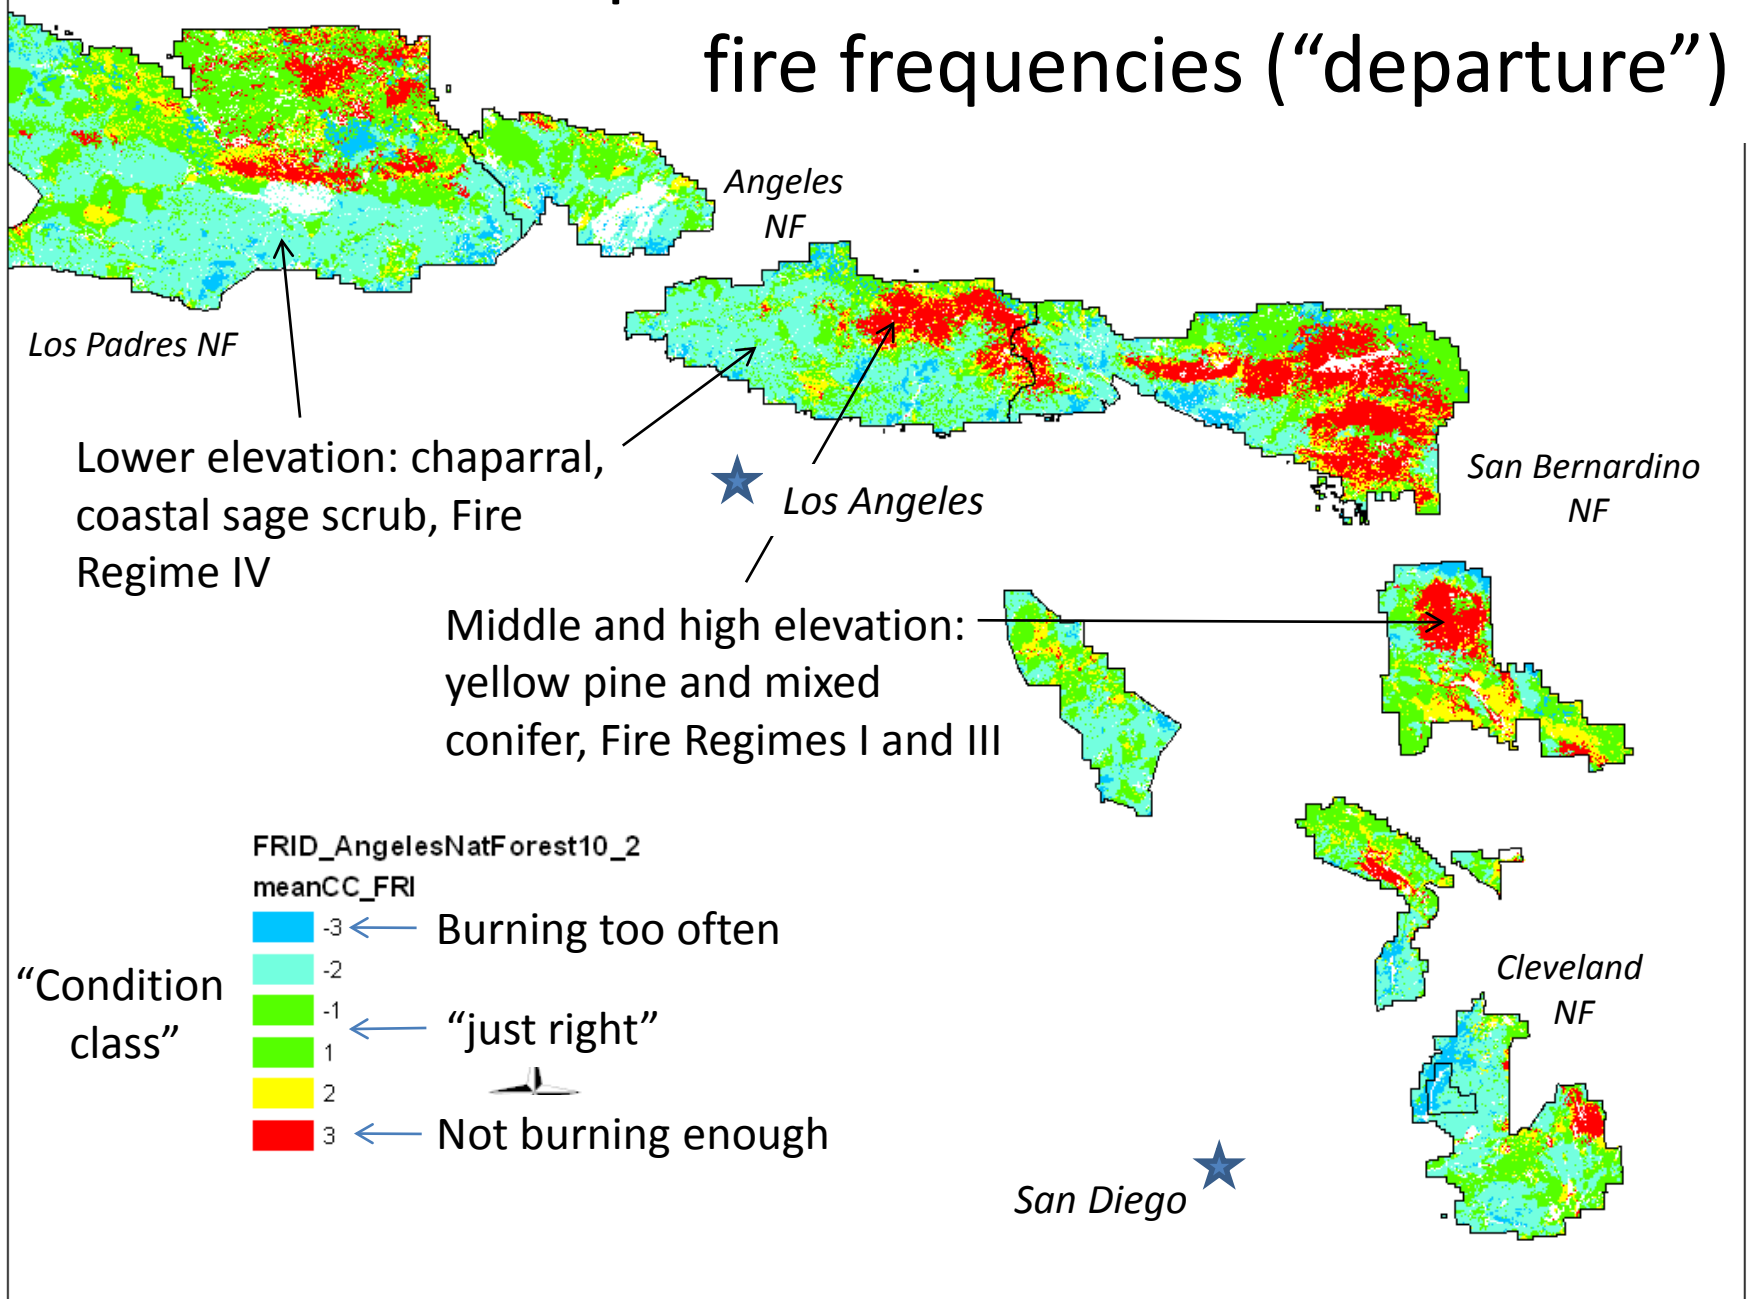 fire frequencies (“departure”)
Angeles
NF
Los Padres NF
Lower elevation: chaparral,
coastal sage scrub, Fire
Regime IV
Los Angeles
San Bernardino
NF
Middle and high elevation:
yellow pine and mixed
conifer, Fire Regimes I and III
FRID_AngelesNatForest10_2
meanCC_FRI
-3
Burning too often
-2
“Condition
class”
-1
“just right”
1
2
3
Not burning enough
Cleveland
NF
San Diego